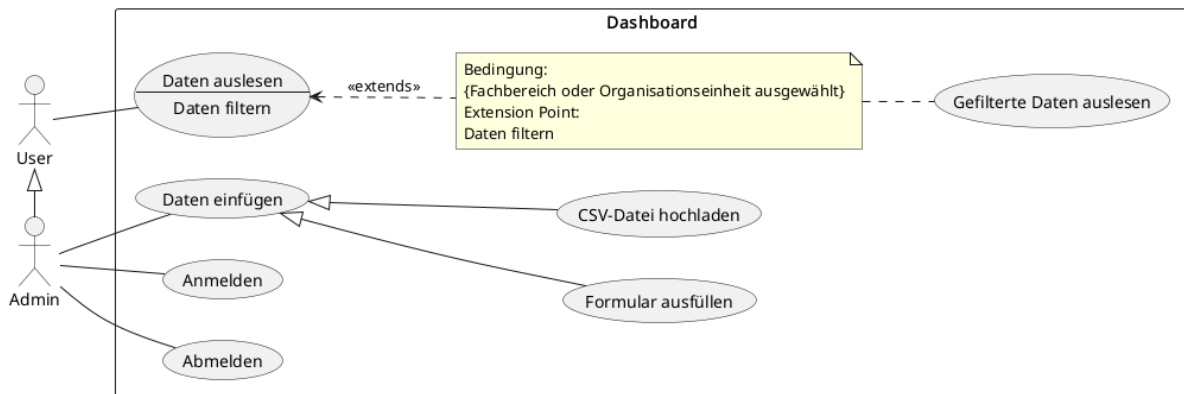 Dashboard
Daten auslesen
Daten filtern
«extends»
Bedingung:
{Fachbereich oder Organisationseinheit ausgewählt}
Extension Point:
Daten filtern
Gefilterte Daten auslesen
User
Daten einfügen
CSV-Datei hochladen
Anmelden
Admin
Formular ausfüllen
Abmelden